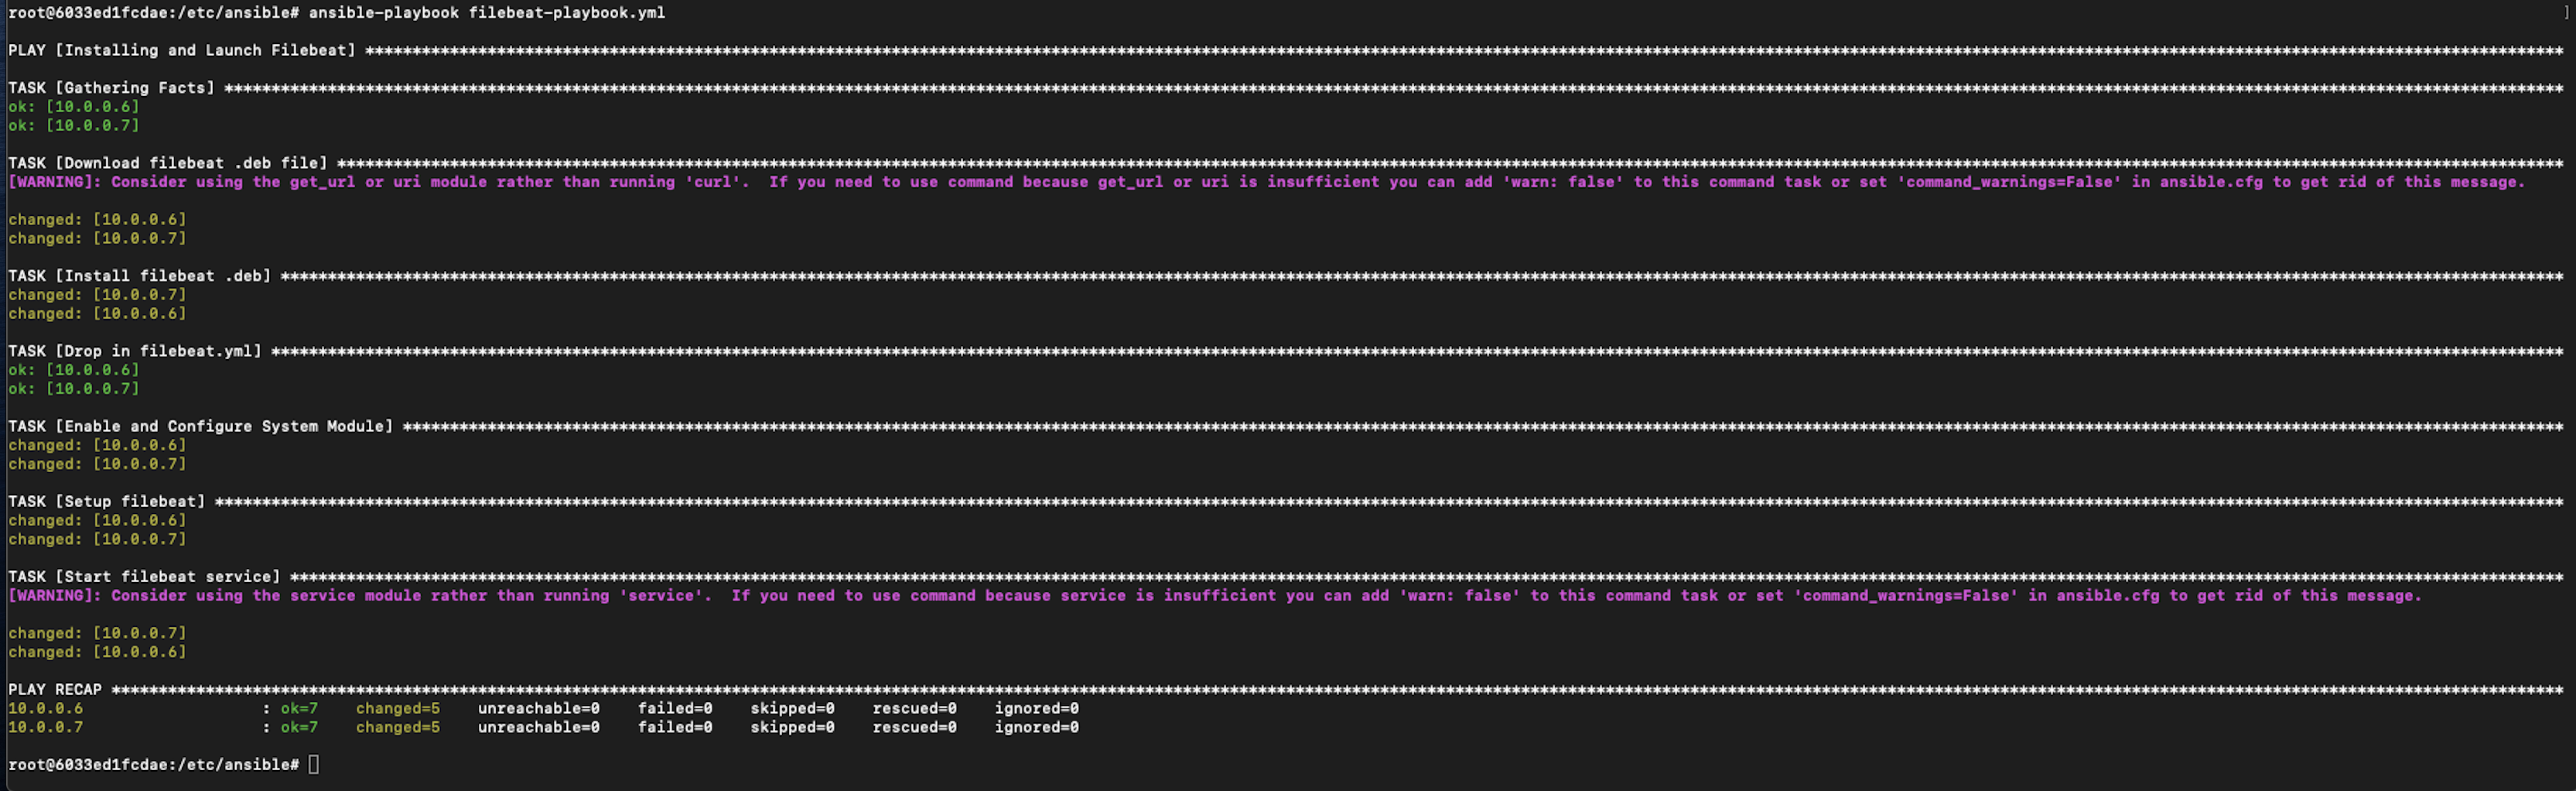 root@6033ed1fcdae:/etc/ansible# ansible-playbook filebeat-playbook.yml ]
PLAY [Installing and Launch Filebeat] ***
TASK [Gathering Facts] ***
ok: [10.0.0.6]
ok: [10.0.0.7]
TASK [Download filebeat .deb file] ***
[WARNING]: Consider using the get_url or uri module rather than running 'curl'.  If you need to use command because get_url or uri is insufficient you can add 'warn: false' to this command task or set 'command_warnings=False' in ansible.cfg to get rid of this message.
changed: [10.0.0.6]
changed: [10.0.0.7]
TASK [Install filebeat .deb] ***
changed: [10.0.0.7]
changed: [10.0.0.6]
TASK [Drop in filebeat.yml] ***
ok: [10.0.0.6]
ok: [10.0.0.7]
TASK [Enable and Configure System Module] ***
changed: [10.0.0.6]
changed: [10.0.0.7]
TASK [Setup filebeat] ***
changed: [10.0.0.6]
changed: [10.0.0.7]
TASK [Start filebeat service] ***
[WARNING]: Consider using the service module rather than running 'service'.  If you need to use command because service is insufficient you can add 'warn: false' to this command task or set 'command_warnings=False' in ansible.cfg to get rid of this message.
changed: [10.0.0.7]
changed: [10.0.0.6]
PLAY RECAP ***
10.0.0.6 : ok=7 changed=5 unreachable=0 failed=0 skipped=0 rescued=0 ignored=0
10.0.0.7 : ok=7 changed=5 unreachable=0 failed=0 skipped=0 rescued=0 ignored=0
root@6033ed1fcdae:/etc/ansible#